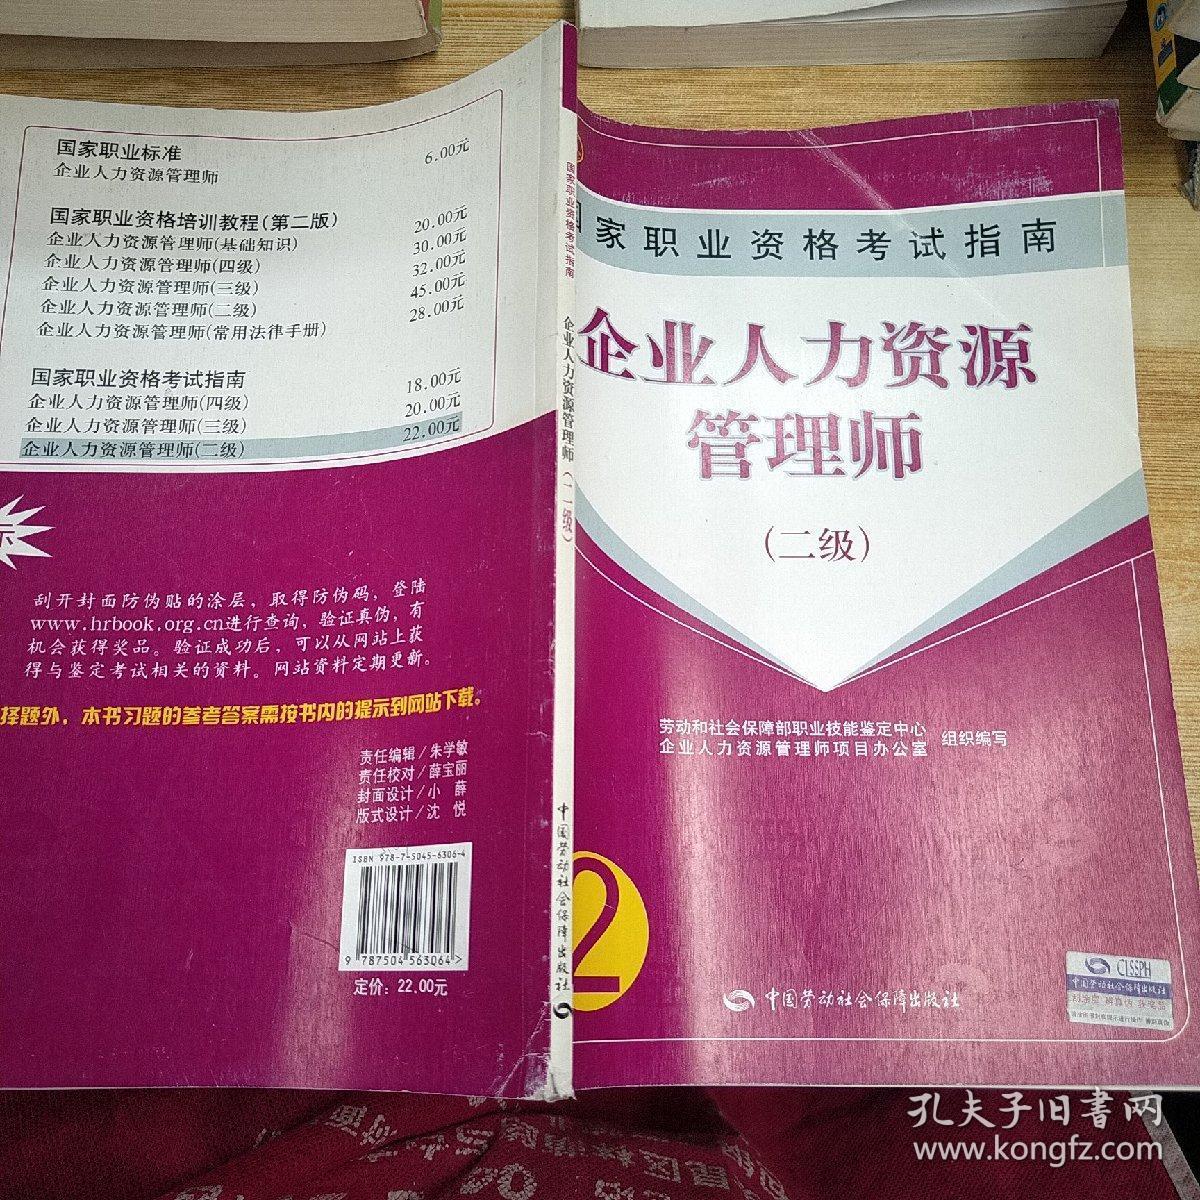 国家职业标准
企业人力资源管理师 6.00元
国家职业资格培训教程(第二版)
企业人力资源管理师(基础知识) 20.00元
企业人力资源管理师(四级) 30.00元
企业人力资源管理师(三级) 32.00元
企业人力资源管理师(二级) 45.00元
企业人力资源管理师(常用法律手册) 28.00元
国家职业资格考试指南
企业人力资源管理师(四级) 18.00元
企业人力资源管理师(三级) 20.00元
企业人力资源管理师(二级) 22.00元
示
刮开封面防伪贴的涂层，取得防伪码，登陆
www.hrbook.org.cn进行查询，验证真伪，有
机会获得奖品。验证成功后，可以从网站上获
得与鉴定考试相关的资料。网站资料定期更新。
择题外，本书习题的参考答案需按书内的提示到网站下载。
责任编辑/朱学敏
责任校对/薛宝丽
封面设计/小 薛
版式设计/沈 悦
ISBN 978-7-5045-6306-4
9 787504 563064>
定价：22.00元
国家职业资格考试指南
企业人力资源管理师(二级)
中国劳动社会保障出版社
国家职业资格考试指南
企业人力资源
管理师
(二级)
劳动和社会保障部职业技能鉴定中心
企业人力资源管理师项目办公室
组织编写
2
中国劳动社会保障出版社
CLSSPH
中国劳动社会保障出版社
孔夫子旧书网
www.kongfz.com